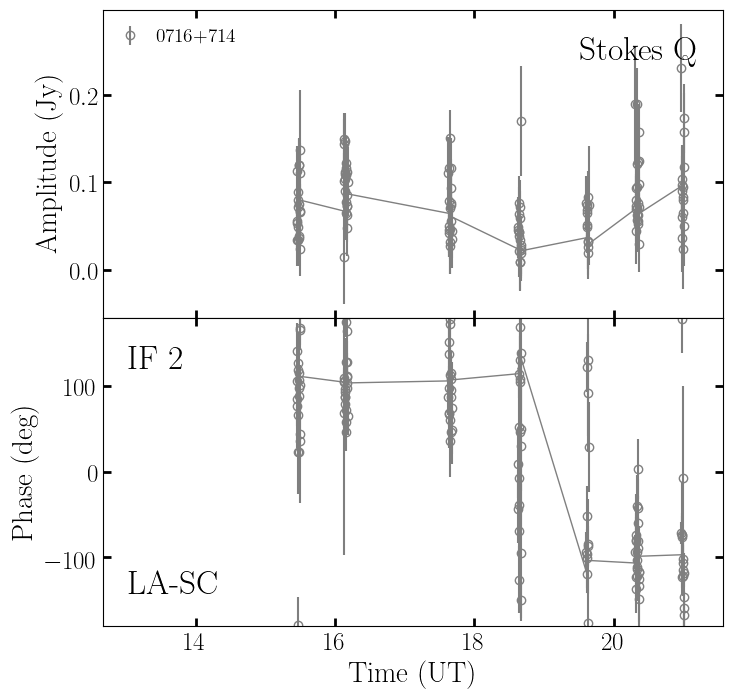 0716+714
Stokes Q
0.2
0.1
0.0
Amplitude (Jy)
IF 2
100
0
−100
Phase (deg)
LA-SC
14 16 18 20
Time (UT)